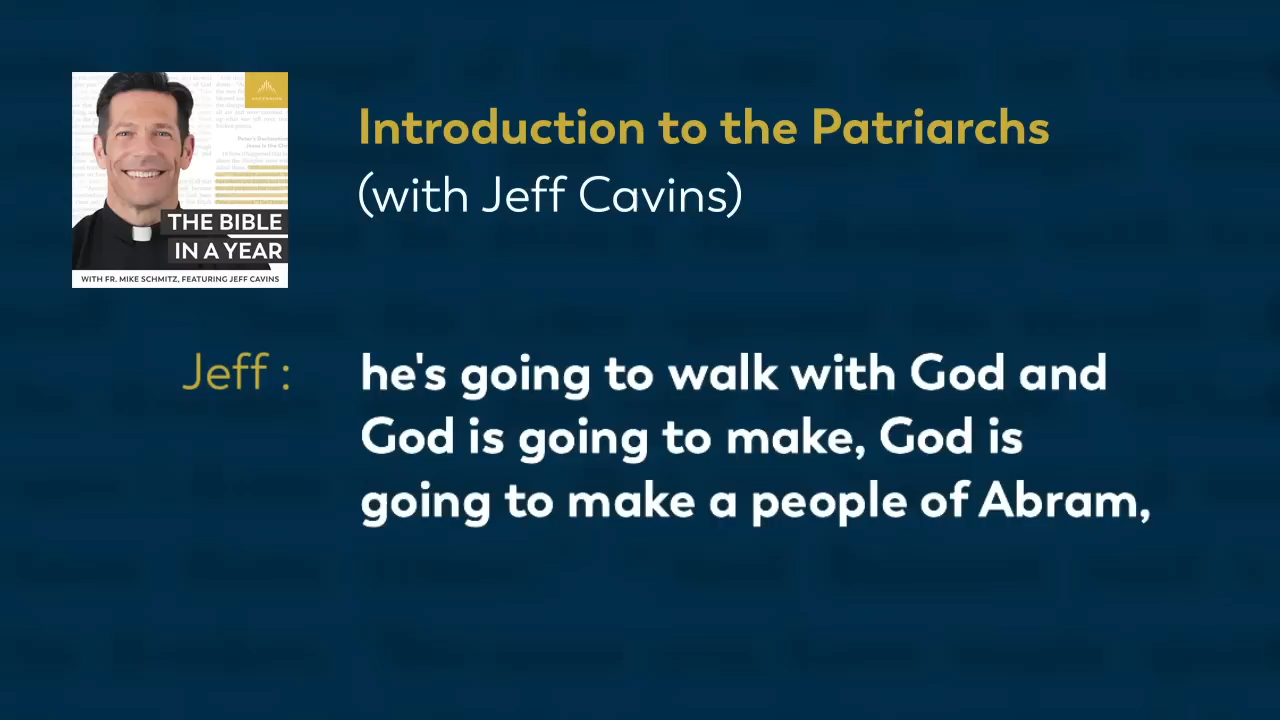 Introduction to the Patriarchs
(with Jeff Cavins)
THE BIBLE
IN A YEAR
WITH FR. MIKE SCHMITZ, FEATURING JEFF CAVINS
Jeff :
he's going to walk with God and
God is going to make, God is
going to make a people of Abram,